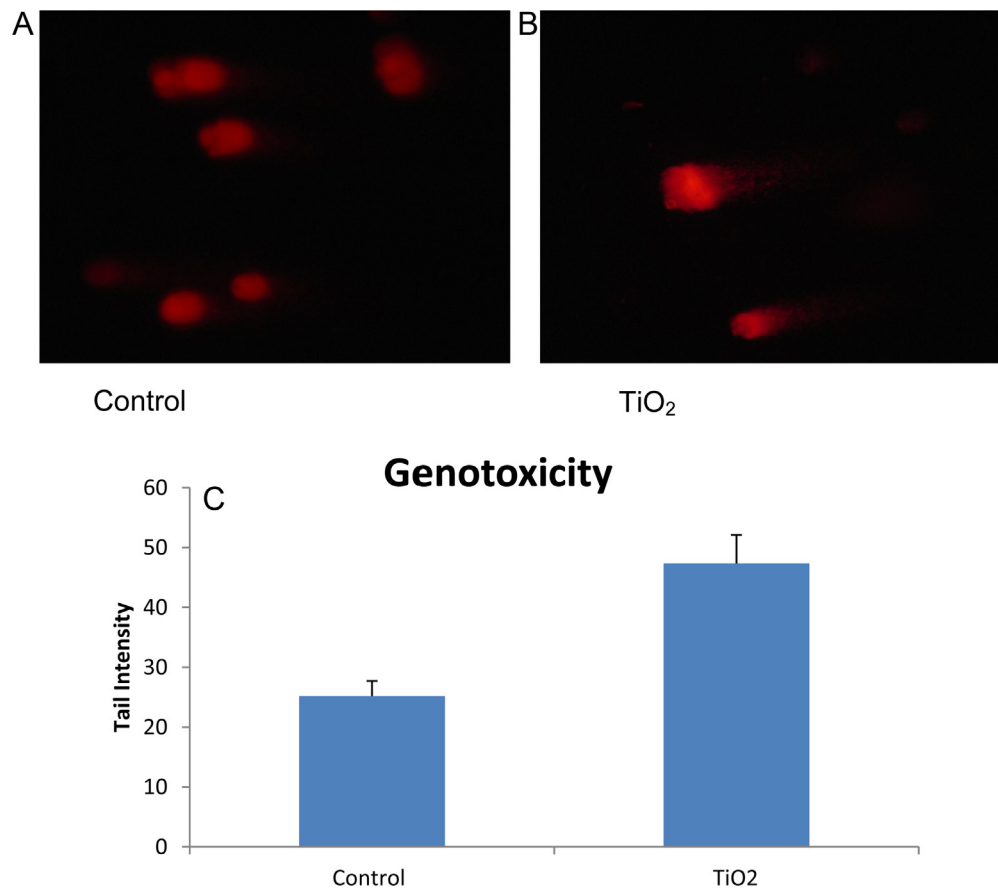 A
B
Control
TiO₂
Genotoxicity
C
60
50
40
30
20
10
0
Tail Intensity
Control
TiO2